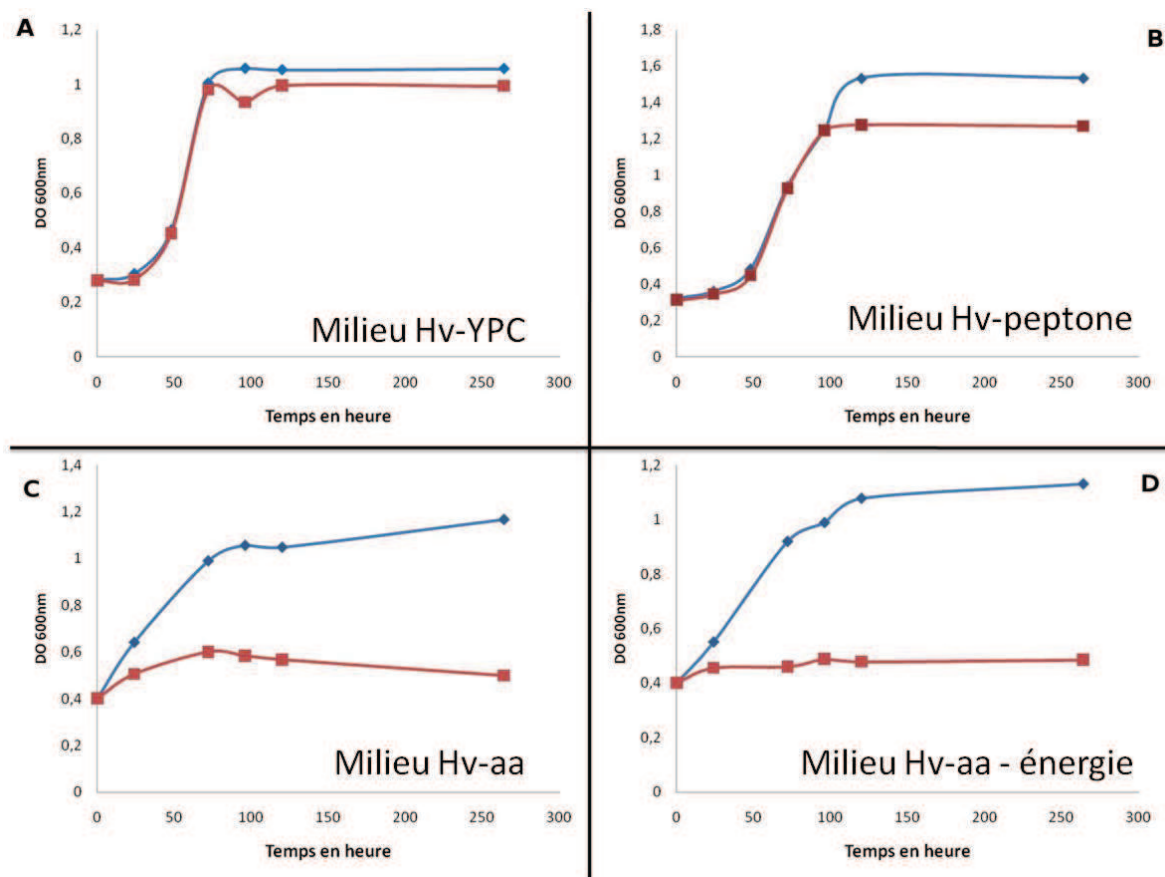 A
1,2
1
0,8
0,6
0,4
0,2
0
DO 600nm
0 50 100 150 200 250 300
Temps en heure
Milieu Hv-YPC
B
1,8
1,6
1,4
1,2
1
0,8
0,6
0,4
0,2
0
DO 600nm
0 50 100 150 200 250 300
Temps en heure
Milieu Hv-peptone
C
1,4
1,2
1
0,8
0,6
0,4
0,2
0
DO 600nm
0 50 100 150 200 250 300
Temps en heure
Milieu Hv-aa
D
1,2
1
0,8
0,6
0,4
0,2
0
DO 600nm
0 50 100 150 200 250 300
Temps en heure
Milieu Hv-aa - énergie